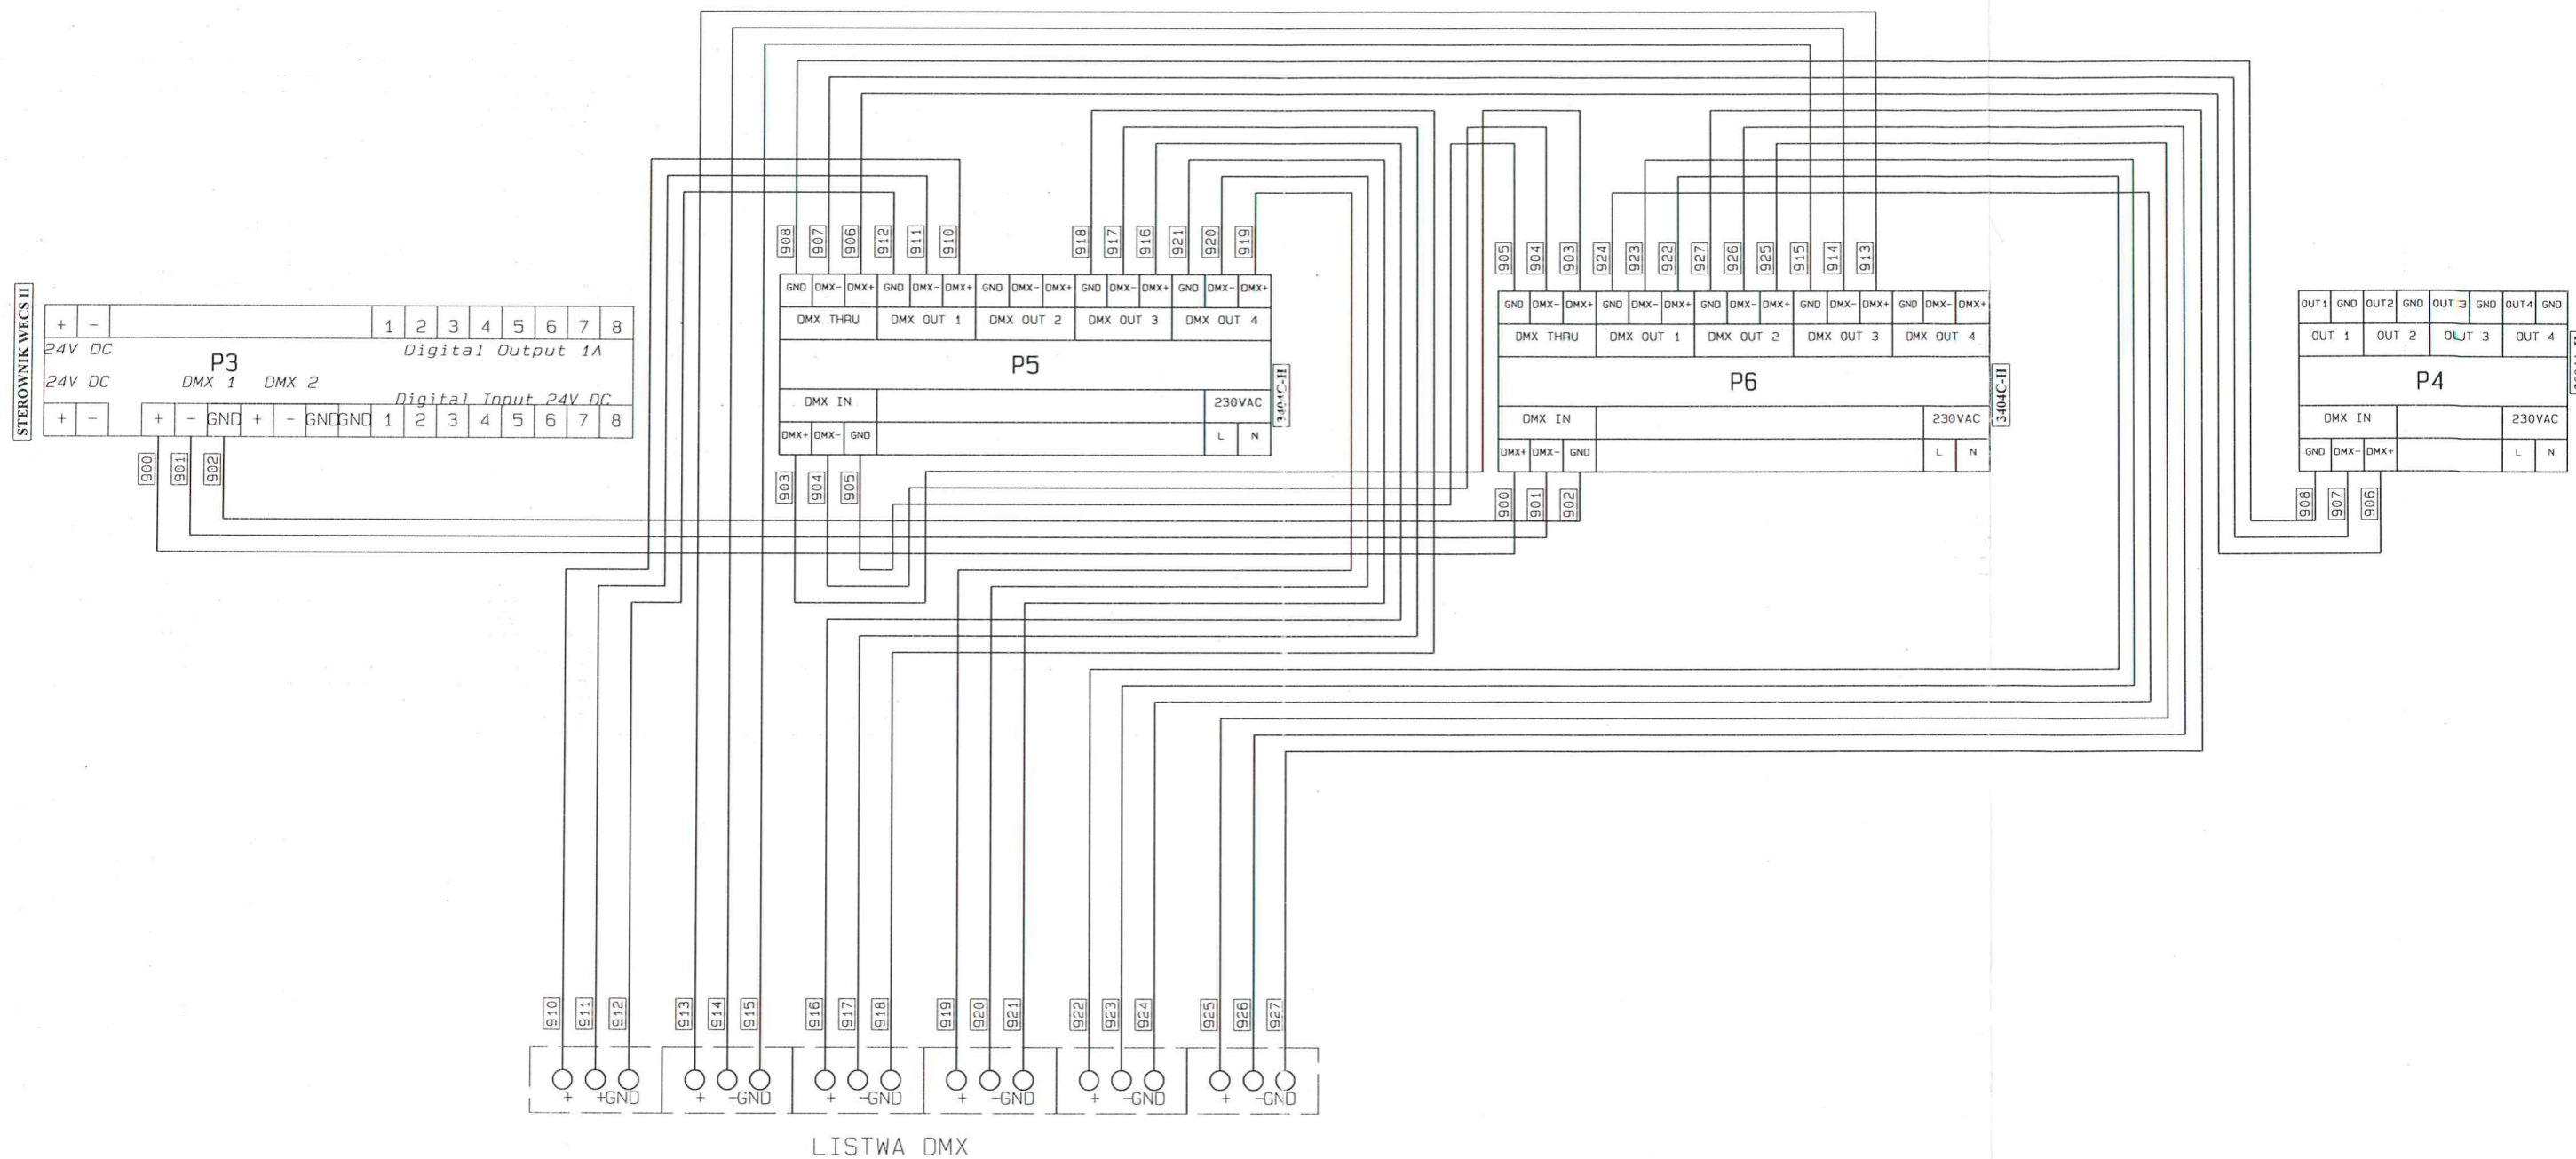 908 907 906 912 911 910 918 917 916 921 920 919
905 904 903 924 923 922 927 926 925 915 914 913
STEROWNIK WECS II
+ - 1 2 3 4 5 6 7 8
24V DC Digital Output 1A
P3
24V DC DMX 1 DMX 2
Digital Input 24V DC
+ - + - GND + - GND GND 1 2 3 4 5 6 7 8
900 901 902
GND DMX- DMX+ GND DMX- DMX+ GND DMX- DMX+ GND DMX- DMX+ GND DMX- DMX+
DMX THRU DMX OUT 1 DMX OUT 2 DMX OUT 3 DMX OUT 4
P5
3404C-H
DMX IN 230VAC
DMX+ DMX- GND L N
903 904 905
GND DMX- DMX+ GND DMX- DMX+ GND DMX- DMX+ GND DMX- DMX+ GND DMX- DMX+
DMX THRU DMX OUT 1 DMX OUT 2 DMX OUT 3 DMX OUT 4
P6
3404C-H
DMX IN 230VAC
DMX+ DMX- GND L N
900 901 902
OUT1 GND OUT2 GND OUT 3 GND OUT4 GND
OUT 1 OUT 2 OUT 3 OUT 4
P4
DMX IN 230VAC
GND DMX- DMX+ L N
908 907 906
910 911 912 913 914 915 916 917 918 919 920 921 922 923 924 925 926 927
+ +GND + -GND + -GND + -GND + -GND + -GND
LISTWA DMX